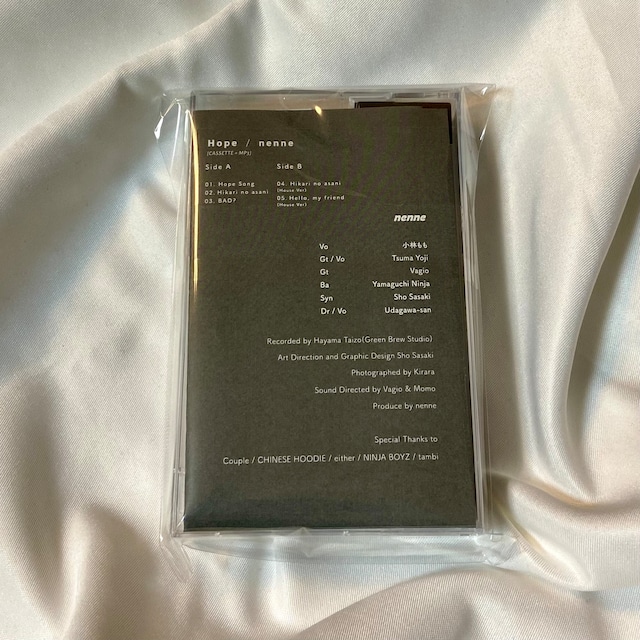 Hope / nenne
(CASSETTE + MP3)
Side A
01. Hope Song
02. Hikari no asani
03. BAD?
Side B
04. Hikari no asani
(House Ver)
05. Hello, my friend
(House Ver)
nenne
Vo 小林もも
Gt / Vo Tsuma Yoji
Gt Vagio
Ba Yamaguchi Ninja
Syn Sho Sasaki
Dr / Vo Udagawa-san
Recorded by Hayama Taizo(Green Brew Studio)
Art Direction and Graphic Design Sho Sasaki
Photographed by Kirara
Sound Directed by Vagio & Momo
Produce by nenne
Special Thanks to
Couple / CHINESE HOODIE / either / NINJA BOYZ / tambi